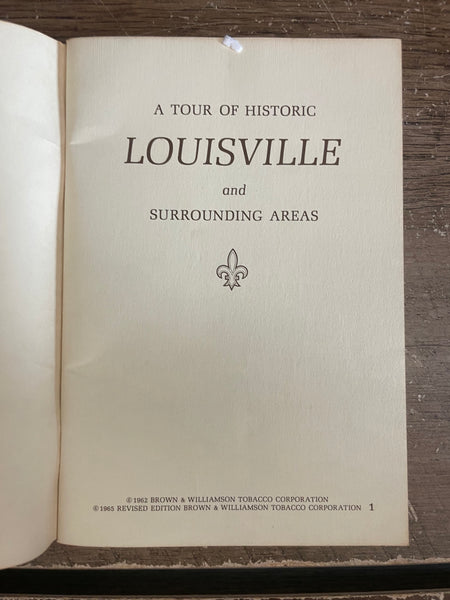 A TOUR OF HISTORIC
LOUISVILLE
and
SURROUNDING AREAS
© 1962 BROWN & WILLIAMSON TOBACCO CORPORATION
© 1965 REVISED EDITION BROWN & WILLIAMSON TOBACCO CORPORATION 1